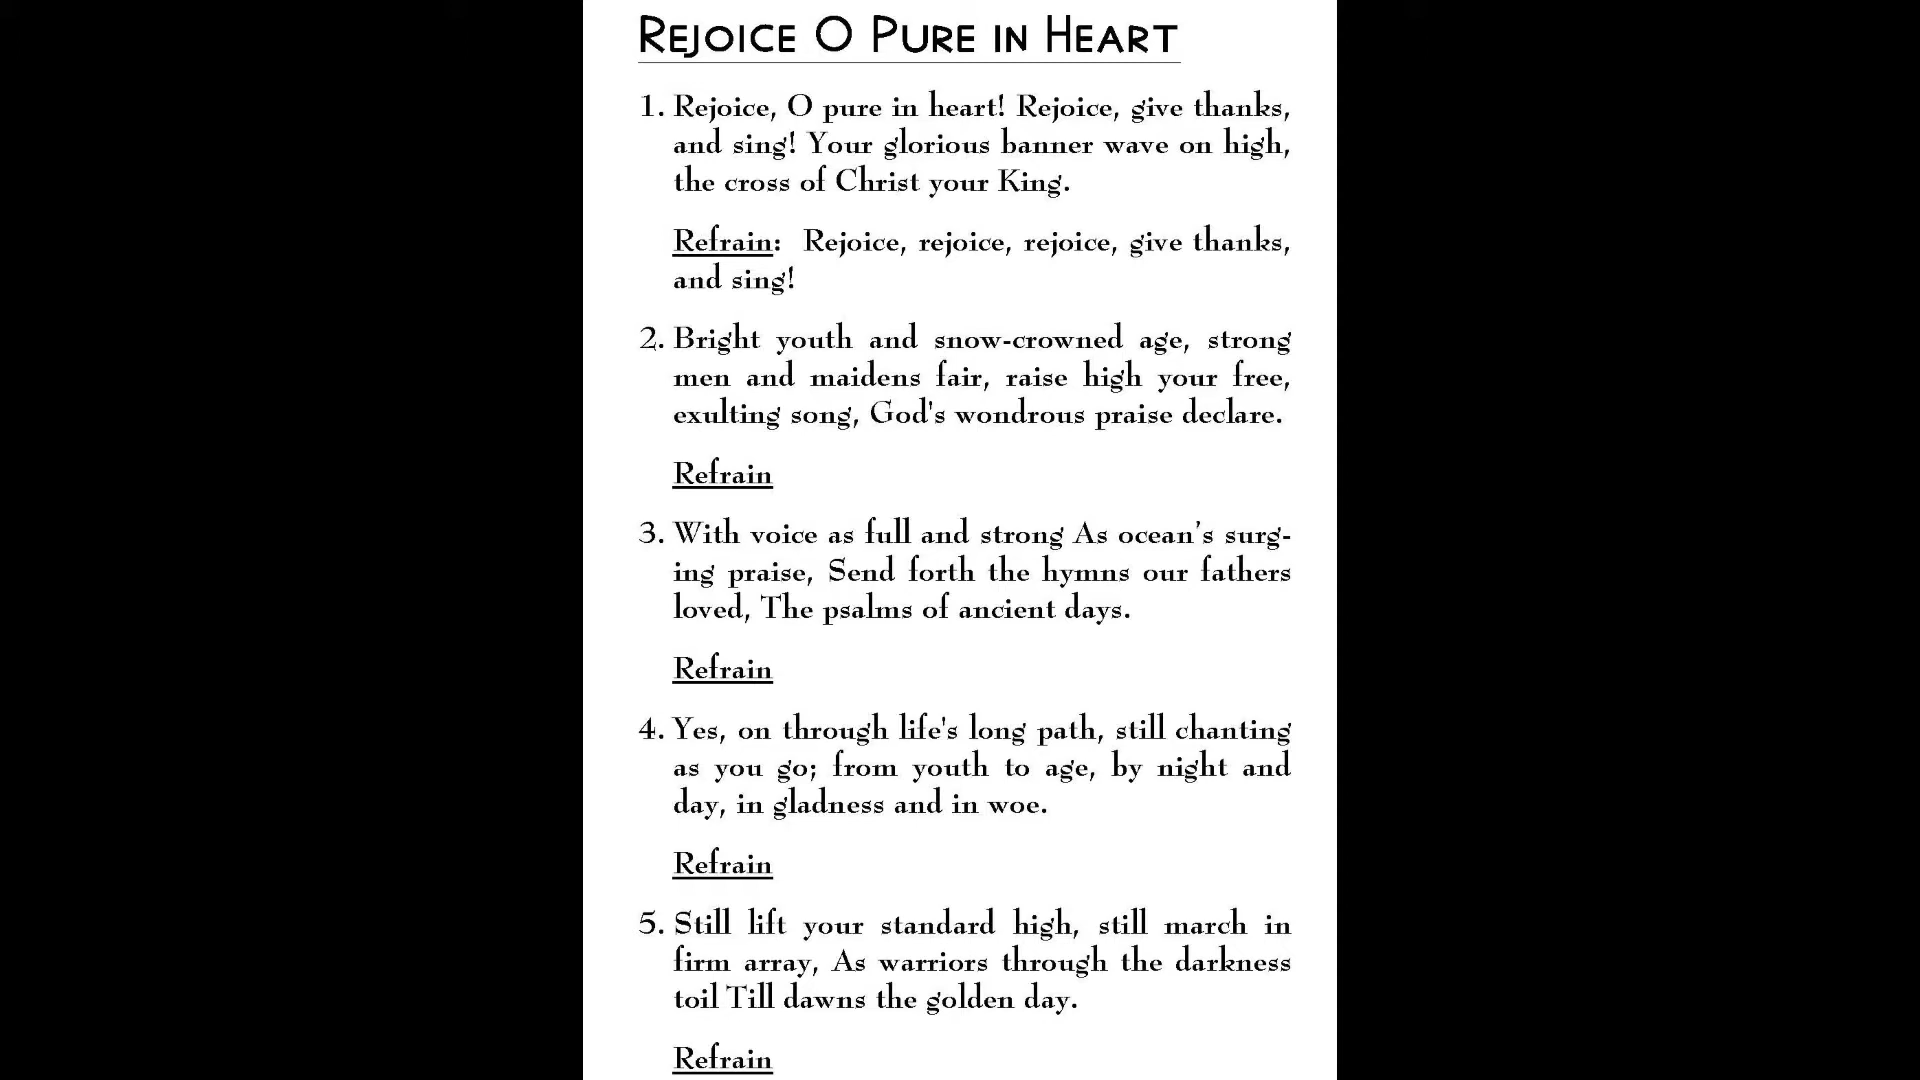 Rejoice O Pure in Heart
1. Rejoice, O pure in heart! Rejoice, give thanks,
and sing! Your glorious banner wave on high,
the cross of Christ your King.
Refrain: Rejoice, rejoice, rejoice, give thanks,
and sing!
2. Bright youth and snow-crowned age, strong
men and maidens fair, raise high your free,
exulting song, God's wondrous praise declare.
Refrain
3. With voice as full and strong As ocean's surg-
ing praise, Send forth the hymns our fathers
loved, The psalms of ancient days.
Refrain
4. Yes, on through life's long path, still chanting
as you go; from youth to age, by night and
day, in gladness and in woe.
Refrain
5. Still lift your standard high, still march in
firm array, As warriors through the darkness
toil Till dawns the golden day.
Refrain